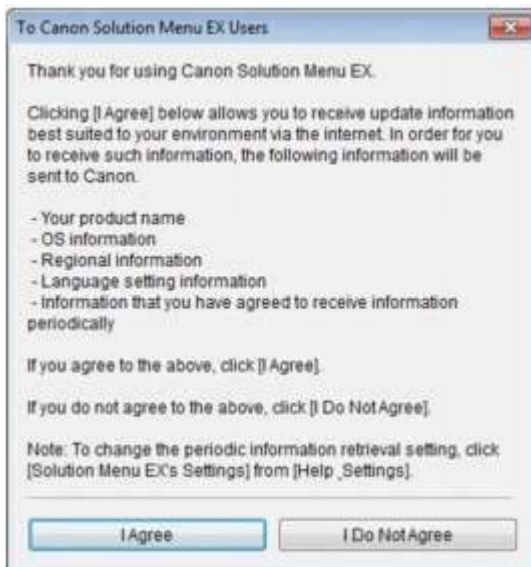 To Canon Solution Menu EX Users
Thank you for using Canon Solution Menu EX.
Clicking [I Agree] below allows you to receive update information
best suited to your environment via the internet. In order for you
to receive such information, the following information will be
sent to Canon.
- Your product name
- OS information
- Regional information
- Language setting information
- Information that you have agreed to receive information
periodically
If you agree to the above, click [I Agree].
If you do not agree to the above, click [I Do Not Agree].
Note: To change the periodic information retrieval setting, click
[Solution Menu EX's Settings] from [Help_Settings].
I Agree
I Do Not Agree